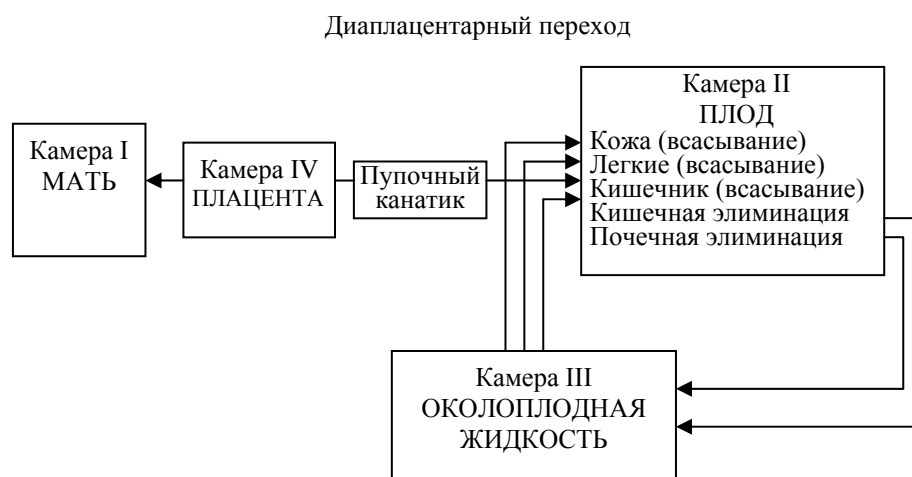 Диаплацентарный переход
Камера I
МАТЬ
Камера IV
ПЛАЦЕНТА
Пупочный
канатик
Камера II
ПЛОД
Кожа (всасывание)
Легкие (всасывание)
Кишечник (всасывание)
Кишечная элиминация
Почечная элиминация
Камера III
ОКОЛОПЛОДНАЯ
ЖИДКОСТЬ